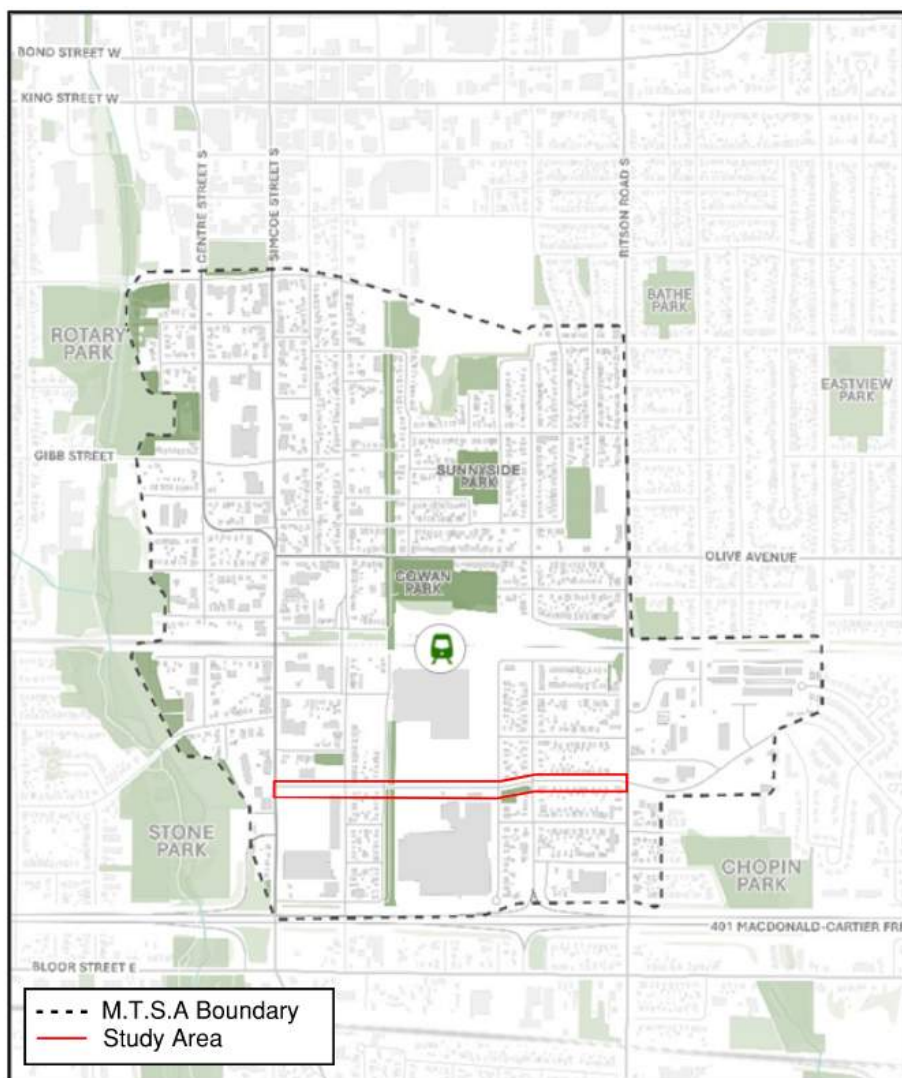 BOND STREET W
KING STREET W
CENTRE STREET S
SIMCOE STREET S
RITSON ROAD S
BATHE
PARK
ROTARY
PARK
EASTVIEW
PARK
GIBB STREET
SUNNYSIDE
PARK
OLIVE AVENUE
COWAN
PARK
STONE
PARK
CHOPIN
PARK
401 MACDONALD-CARTIER FRE
BLOOR STREET E
M.T.S.A Boundary
Study Area